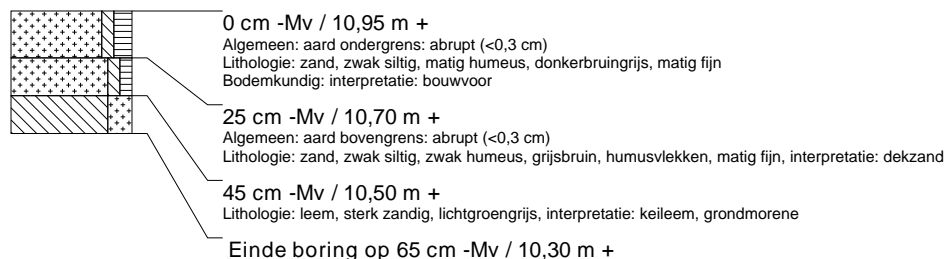 0 cm -Mv / 10,95 m +
Algemeen: aard ondergrens: abrupt (<0,3 cm)
Lithologie: zand, zwak siltig, matig humeus, donkerbruingrijs, matig fijn
Bodemkundig: interpretatie: bouwvoor
25 cm -Mv / 10,70 m +
Algemeen: aard bovengrens: abrupt (<0,3 cm)
Lithologie: zand, zwak siltig, zwak humeus, grijsbruin, humusvlekken, matig fijn, interpretatie: dekzand
45 cm -Mv / 10,50 m +
Lithologie: leem, sterk zandig, lichtgroengrijs, interpretatie: keileem, grondmorene
Einde boring op 65 cm -Mv / 10,30 m +